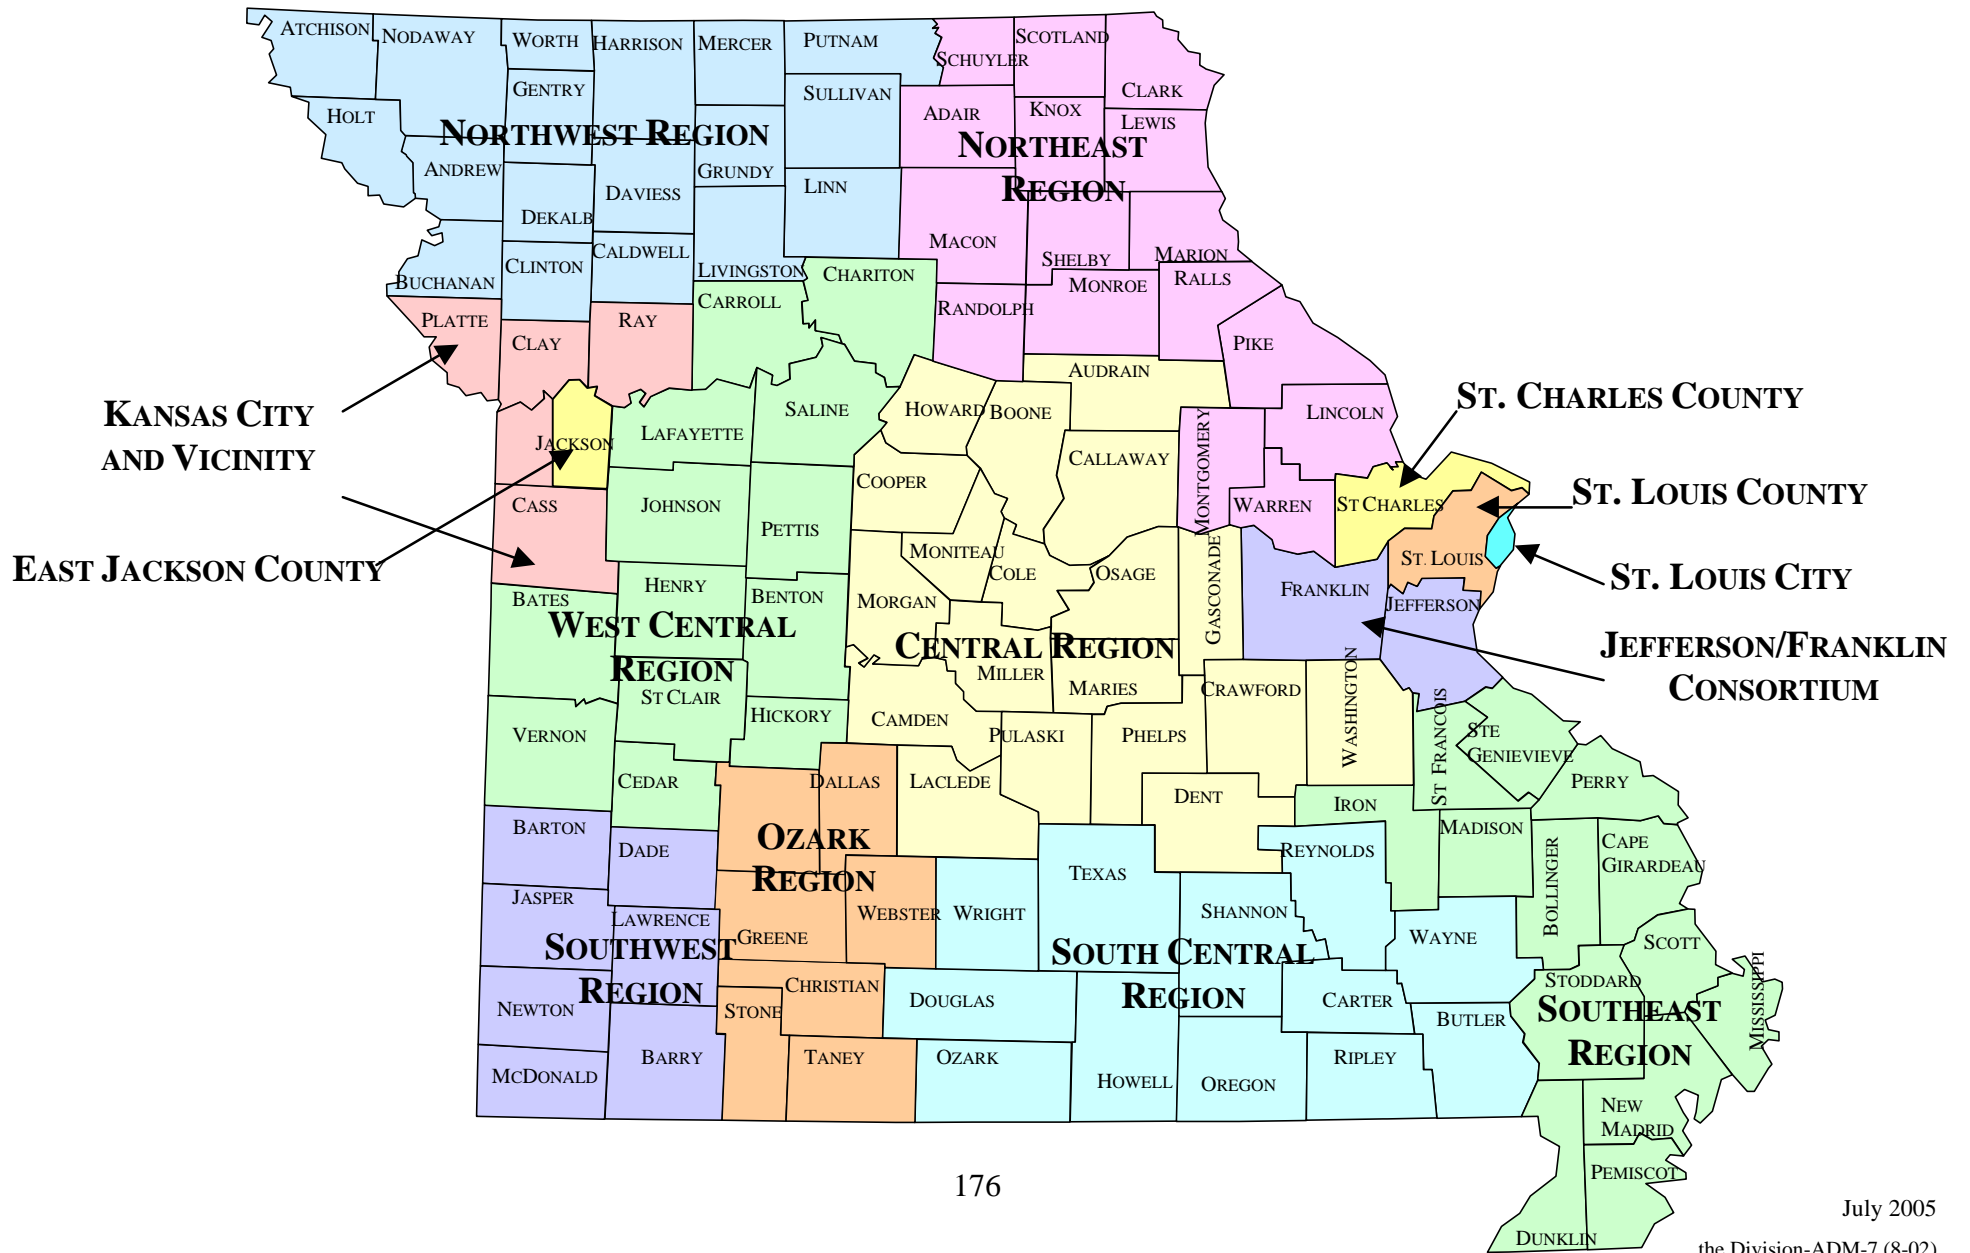 ATCHISON
NODAWAY
WORTH
HARRISON
MERCER
PUTNAM
SCHUYLER
SCOTLAND
CLARK
HOLT
GENTRY
SULLIVAN
ADAIR
KNOX
LEWIS
NORTHWEST REGION
NORTHEAST
REGION
ANDREW
DEKALB
DAVIESS
GRUNDY
LINN
MACON
SHELBY
MARION
BUCHANAN
CLINTON
CALDWELL
LIVINGSTON
CHARITON
CARROLL
RANDOLPH
MONROE
RALLS
PLATTE
CLAY
RAY
PIKE
AUDRAIN
KANSAS CITY
AND VICINITY
JACKSON
LAFAYETTE
SALINE
HOWARD
BOONE
CALLAWAY
MONTGOMERY
LINCOLN
WARREN
ST CHARLES
ST. CHARLES COUNTY
ST. LOUIS COUNTY
ST. LOUIS
ST. LOUIS CITY
EAST JACKSON COUNTY
CASS
JOHNSON
PETTIS
COOPER
MONITEAU
COLE
OSAGE
GASCONADE
FRANKLIN
JEFFERSON
JEFFERSON/FRANKLIN
CONSORTIUM
BATES
HENRY
BENTON
MORGAN
WEST CENTRAL
REGION
CENTRAL REGION
MILLER
MARIES
CRAWFORD
WASHINGTON
ST FRANCOIS
STE
GENIEVIEVE
PERRY
VERNON
ST CLAIR
HICKORY
CAMDEN
PULASKI
PHELPS
CEDAR
DALLAS
LACLEDE
DENT
IRON
MADISON
BARTON
DADE
OZARK
REGION
TEXAS
REYNOLDS
BOLLINGER
CAPE
GIRARDEAU
JASPER
LAWRENCE
GREENE
WEBSTER
WRIGHT
SHANNON
WAYNE
SCOTT
SOUTHWEST
REGION
SOUTH CENTRAL
REGION
SOUTHEAST
REGION
STODDARD
MISSISSIPPI
NEWTON
STONE
CHRISTIAN
DOUGLAS
CARTER
BUTLER
MCDONALD
BARRY
TANEY
OZARK
HOWELL
OREGON
RIPLEY
NEW
MADRID
PEMISCOT
DUNKLIN
176
July 2005
the Division-ADM-7 (8-02)